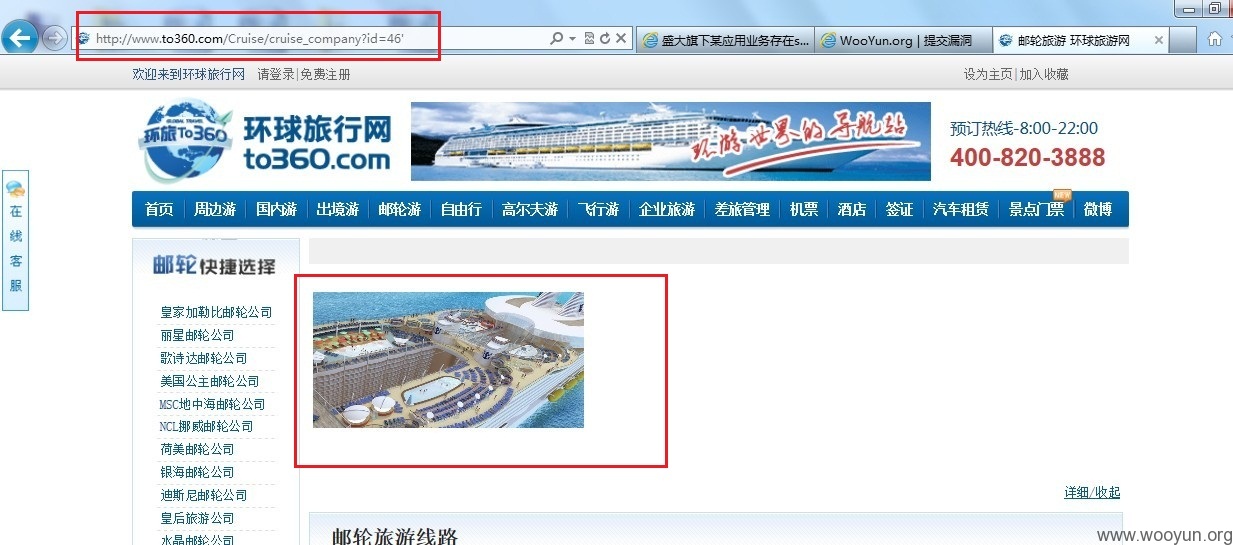 http://www.to360.com/Cruise/cruise_company?id=46'
盛大旗下某应用业务存在s...
WooYun.org | 提交漏洞
邮轮旅游 环球旅游网
欢迎来到环球旅行网 请登录|免费注册
设为主页|加入收藏
环旅To360
环球旅行网
to360.com
环游世界的导航站
预订热线-8:00-22:00
400-820-3888
首页 周边游 国内游 出境游 邮轮游 自由行 高尔夫游 飞行游 企业旅游 差旅管理 机票 酒店 签证 汽车租赁 景点门票 微博
在线客服
邮轮快捷选择
皇家加勒比邮轮公司
丽星邮轮公司
歌诗达邮轮公司
美国公主邮轮公司
MSC地中海邮轮公司
NCL挪威邮轮公司
荷美邮轮公司
银海邮轮公司
迪斯尼邮轮公司
皇后旅游公司
水晶邮轮公司
详细/收起
邮轮旅游线路
www.wooyun.org